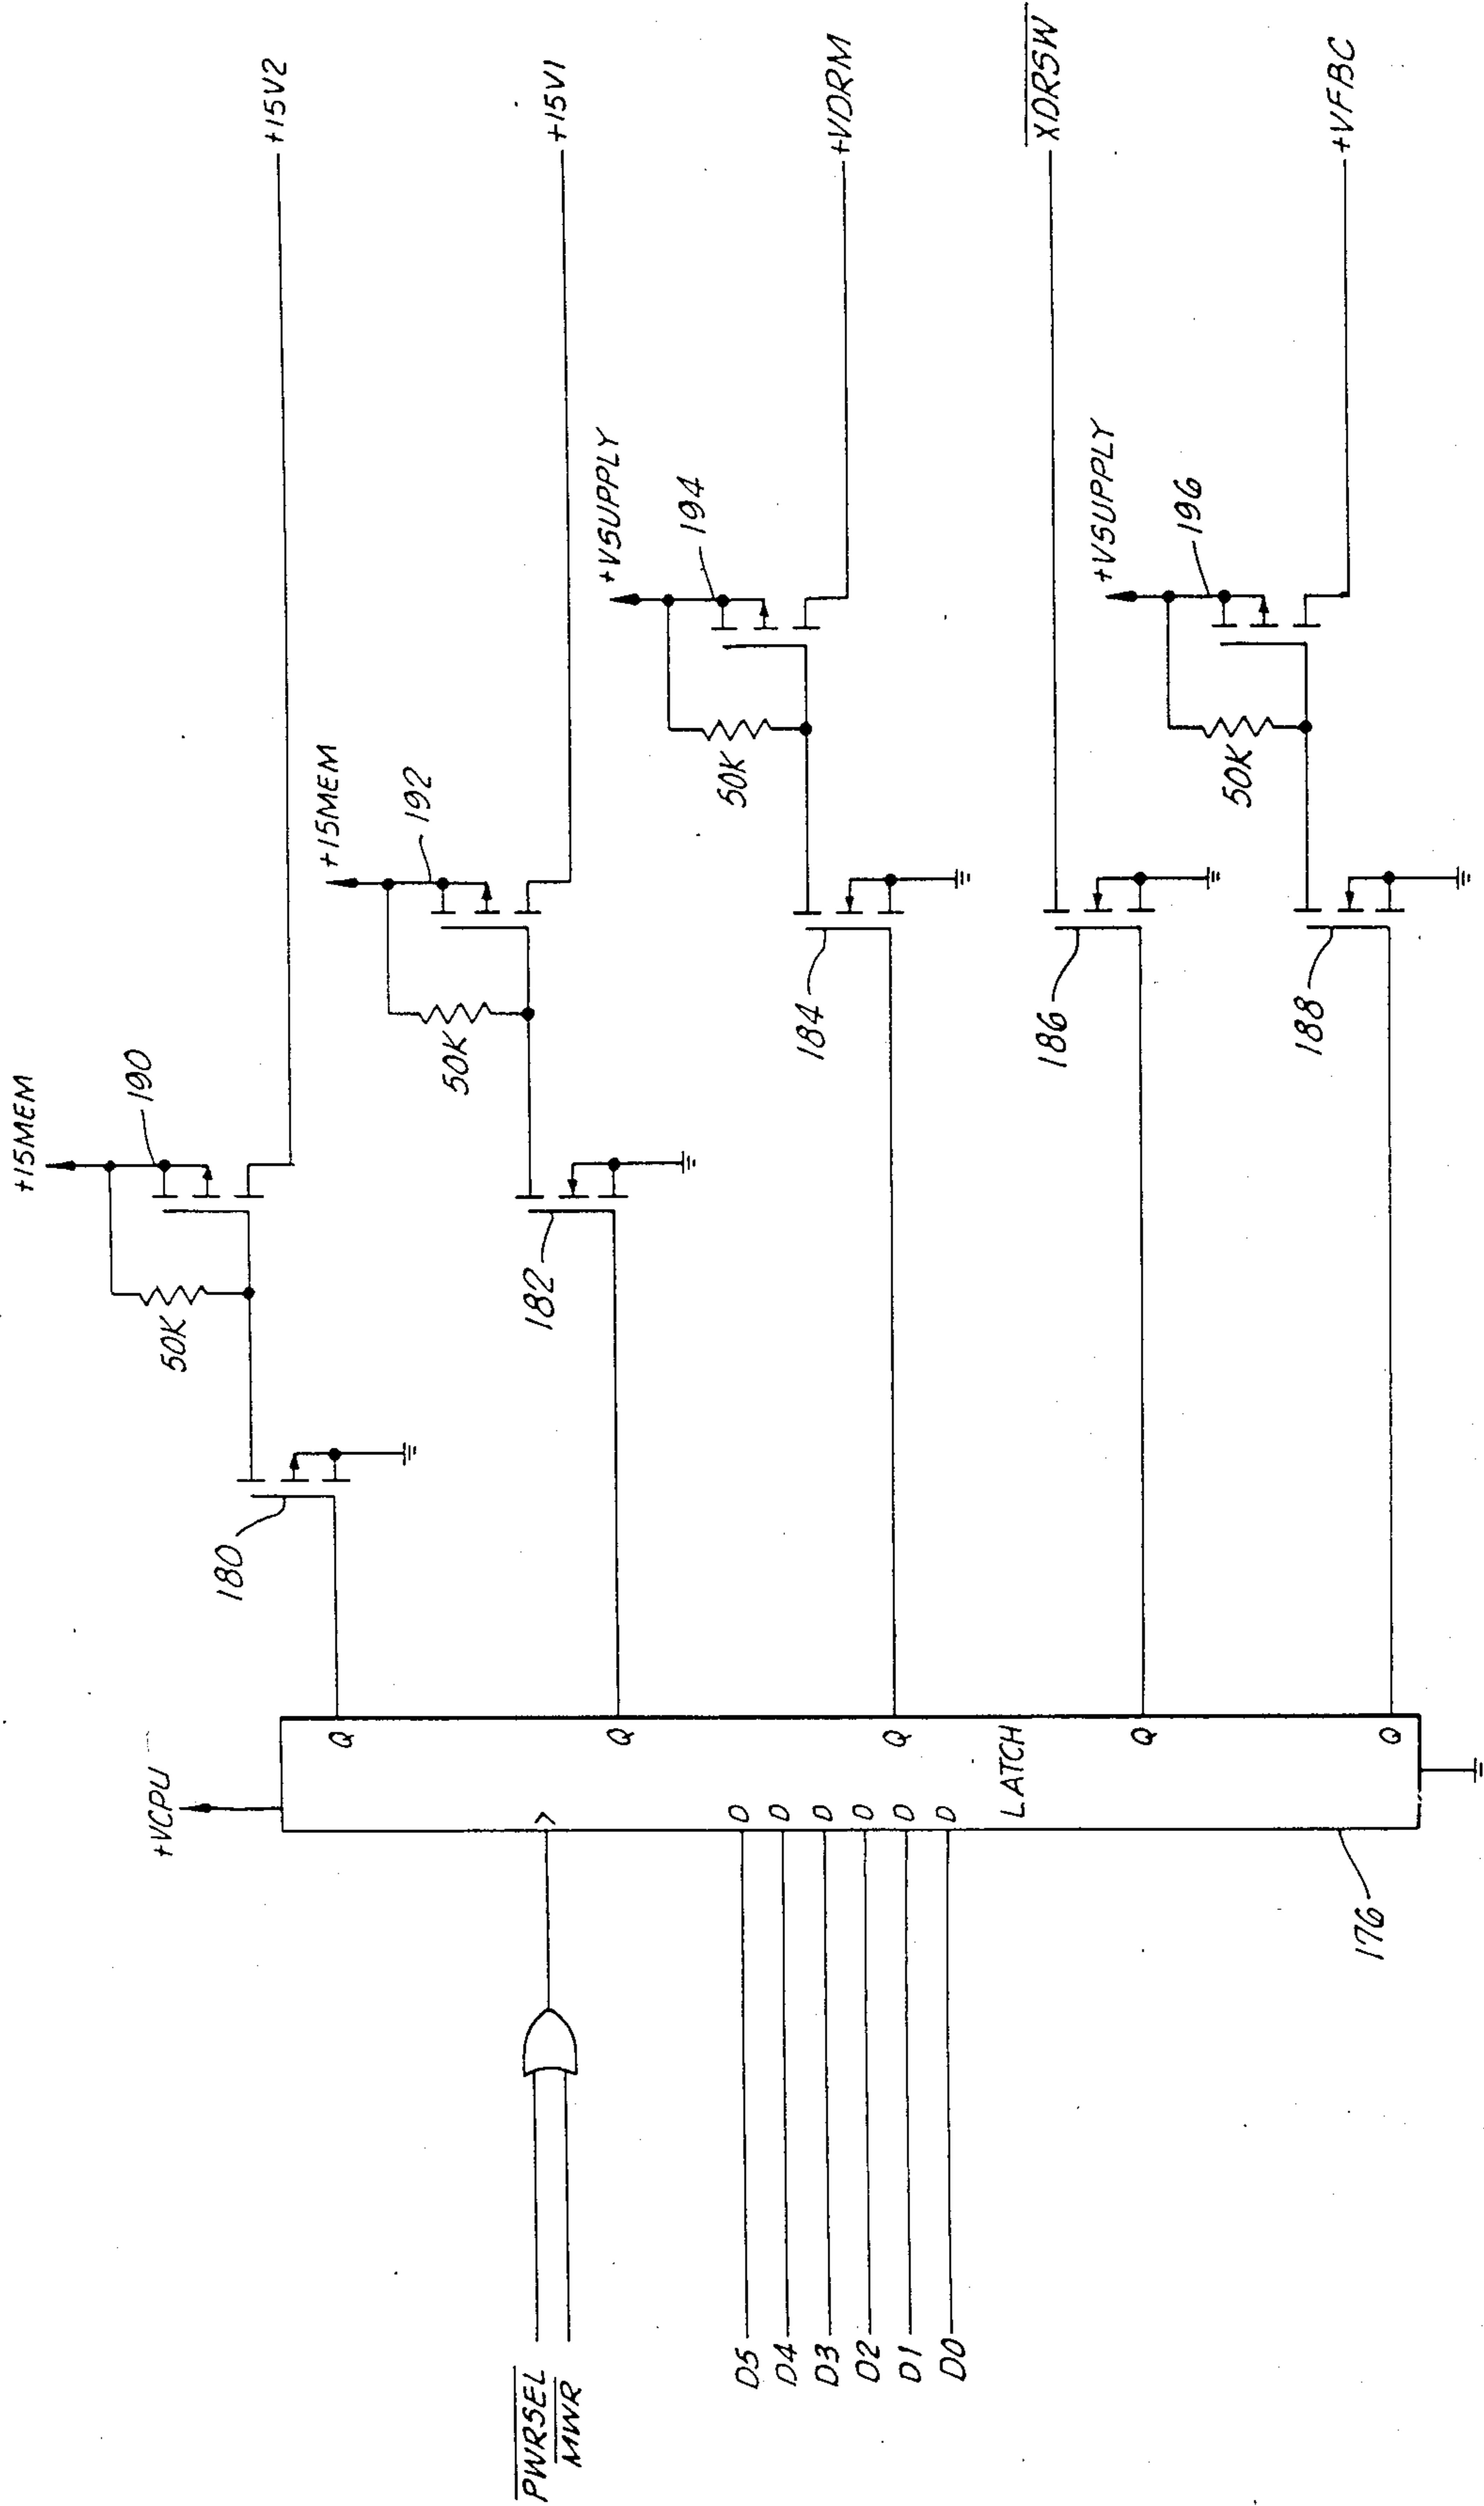 +15MEM
190
50K
180
+15V2
+15MEM
192
50K
182
+15V1
+VSUPPLY
194
50K
184
+VDRM
186
XDRSW
+VSUPPLY
196
50K
188
+VFBC
+VCPU
Q
Q
Q
Q
Q
LATCH
>
D
D
D
D
D
D
176
PWRSEL
MWR
D5
D4
D3
D2
D1
D0